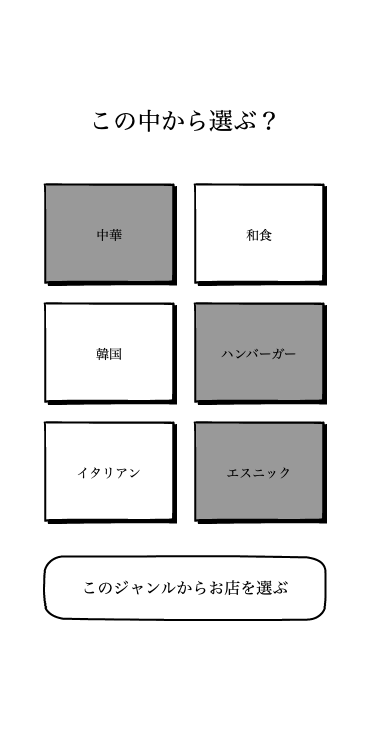 この中から選ぶ？
中華
和食
韓国
ハンバーガー
イタリアン
エスニック
このジャンルからお店を選ぶ